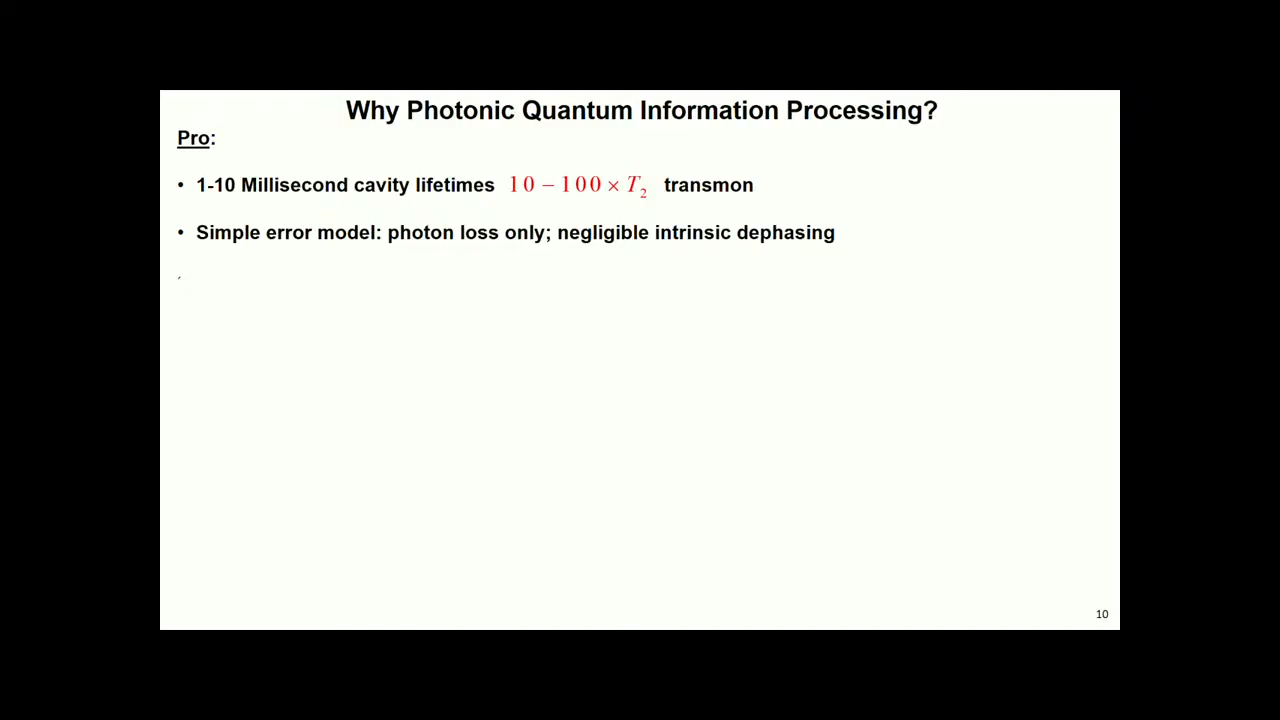 Why Photonic Quantum Information Processing?
Pro:
• 1-10 Millisecond cavity lifetimes 10 − 100 × T₂ transmon
• Simple error model: photon loss only; negligible intrinsic dephasing
10